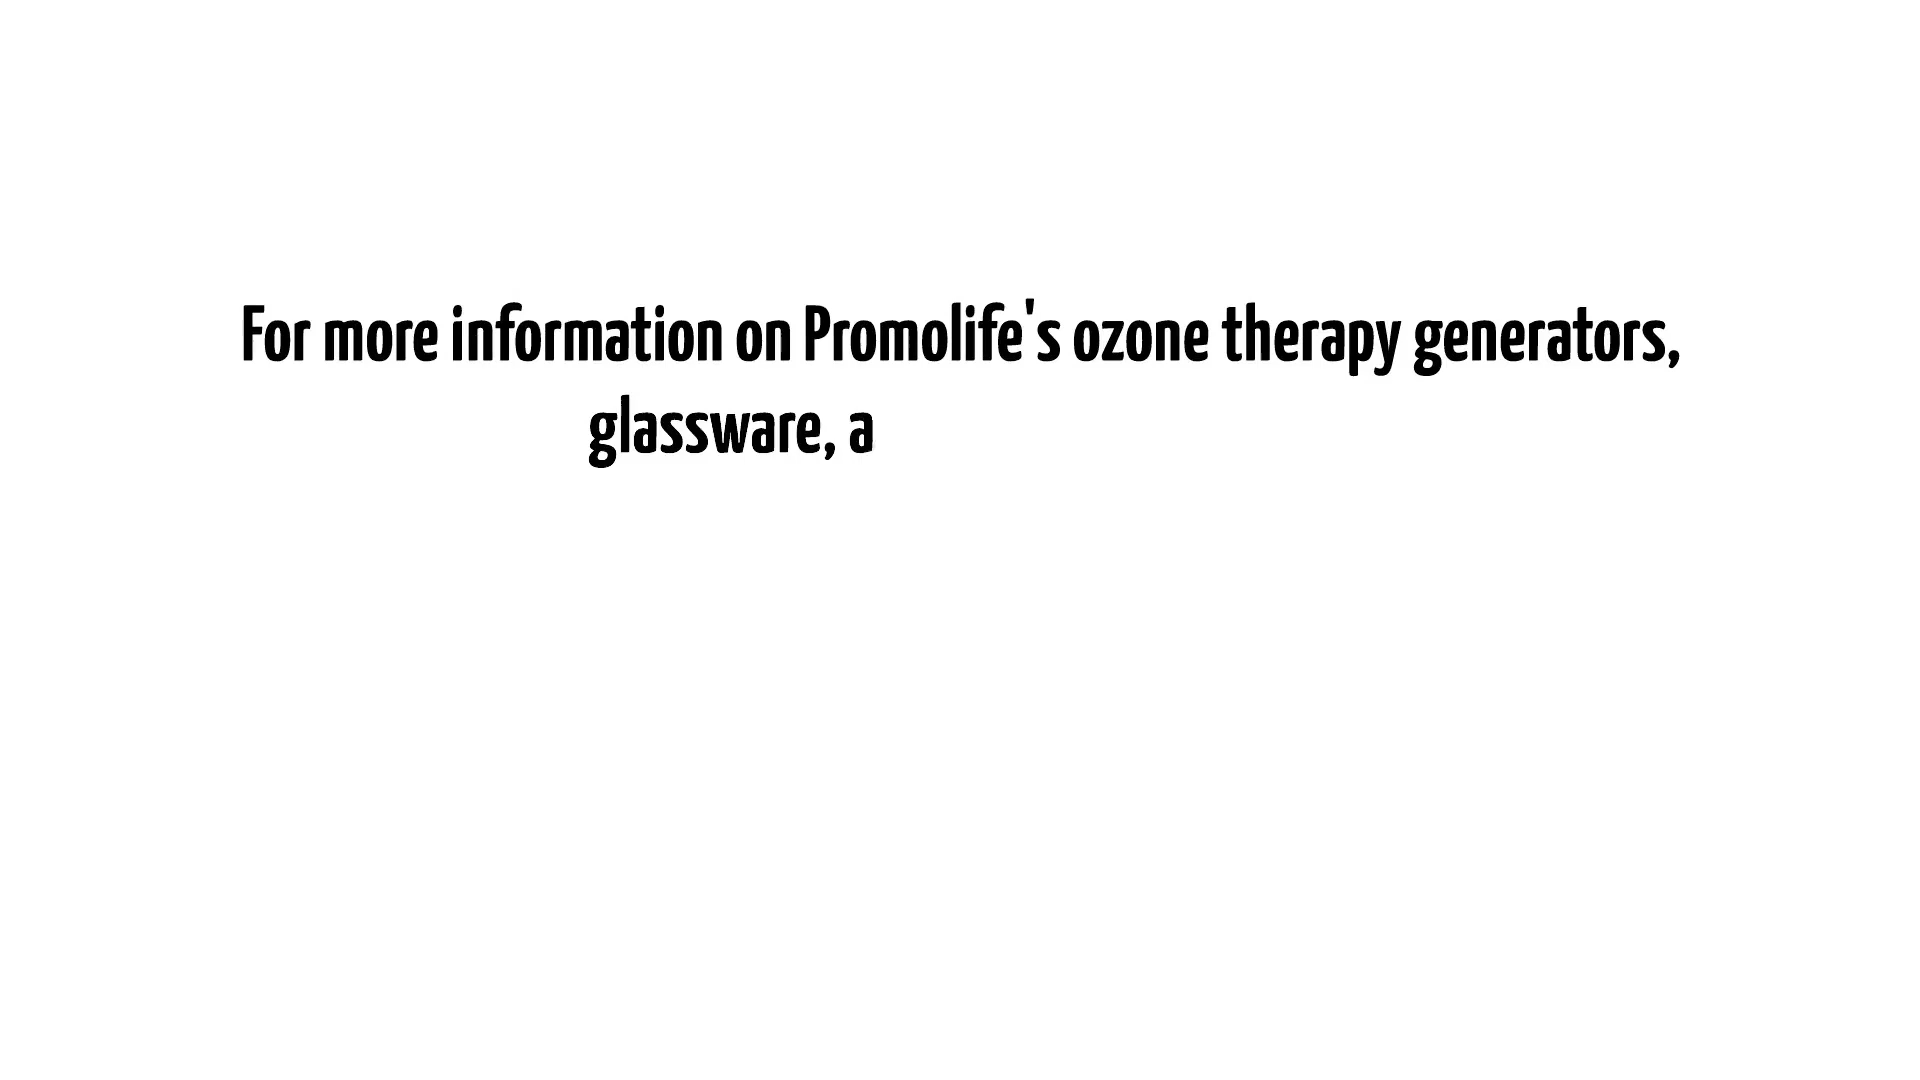 For more information on Promolife's ozone therapy generators,
glassware, a